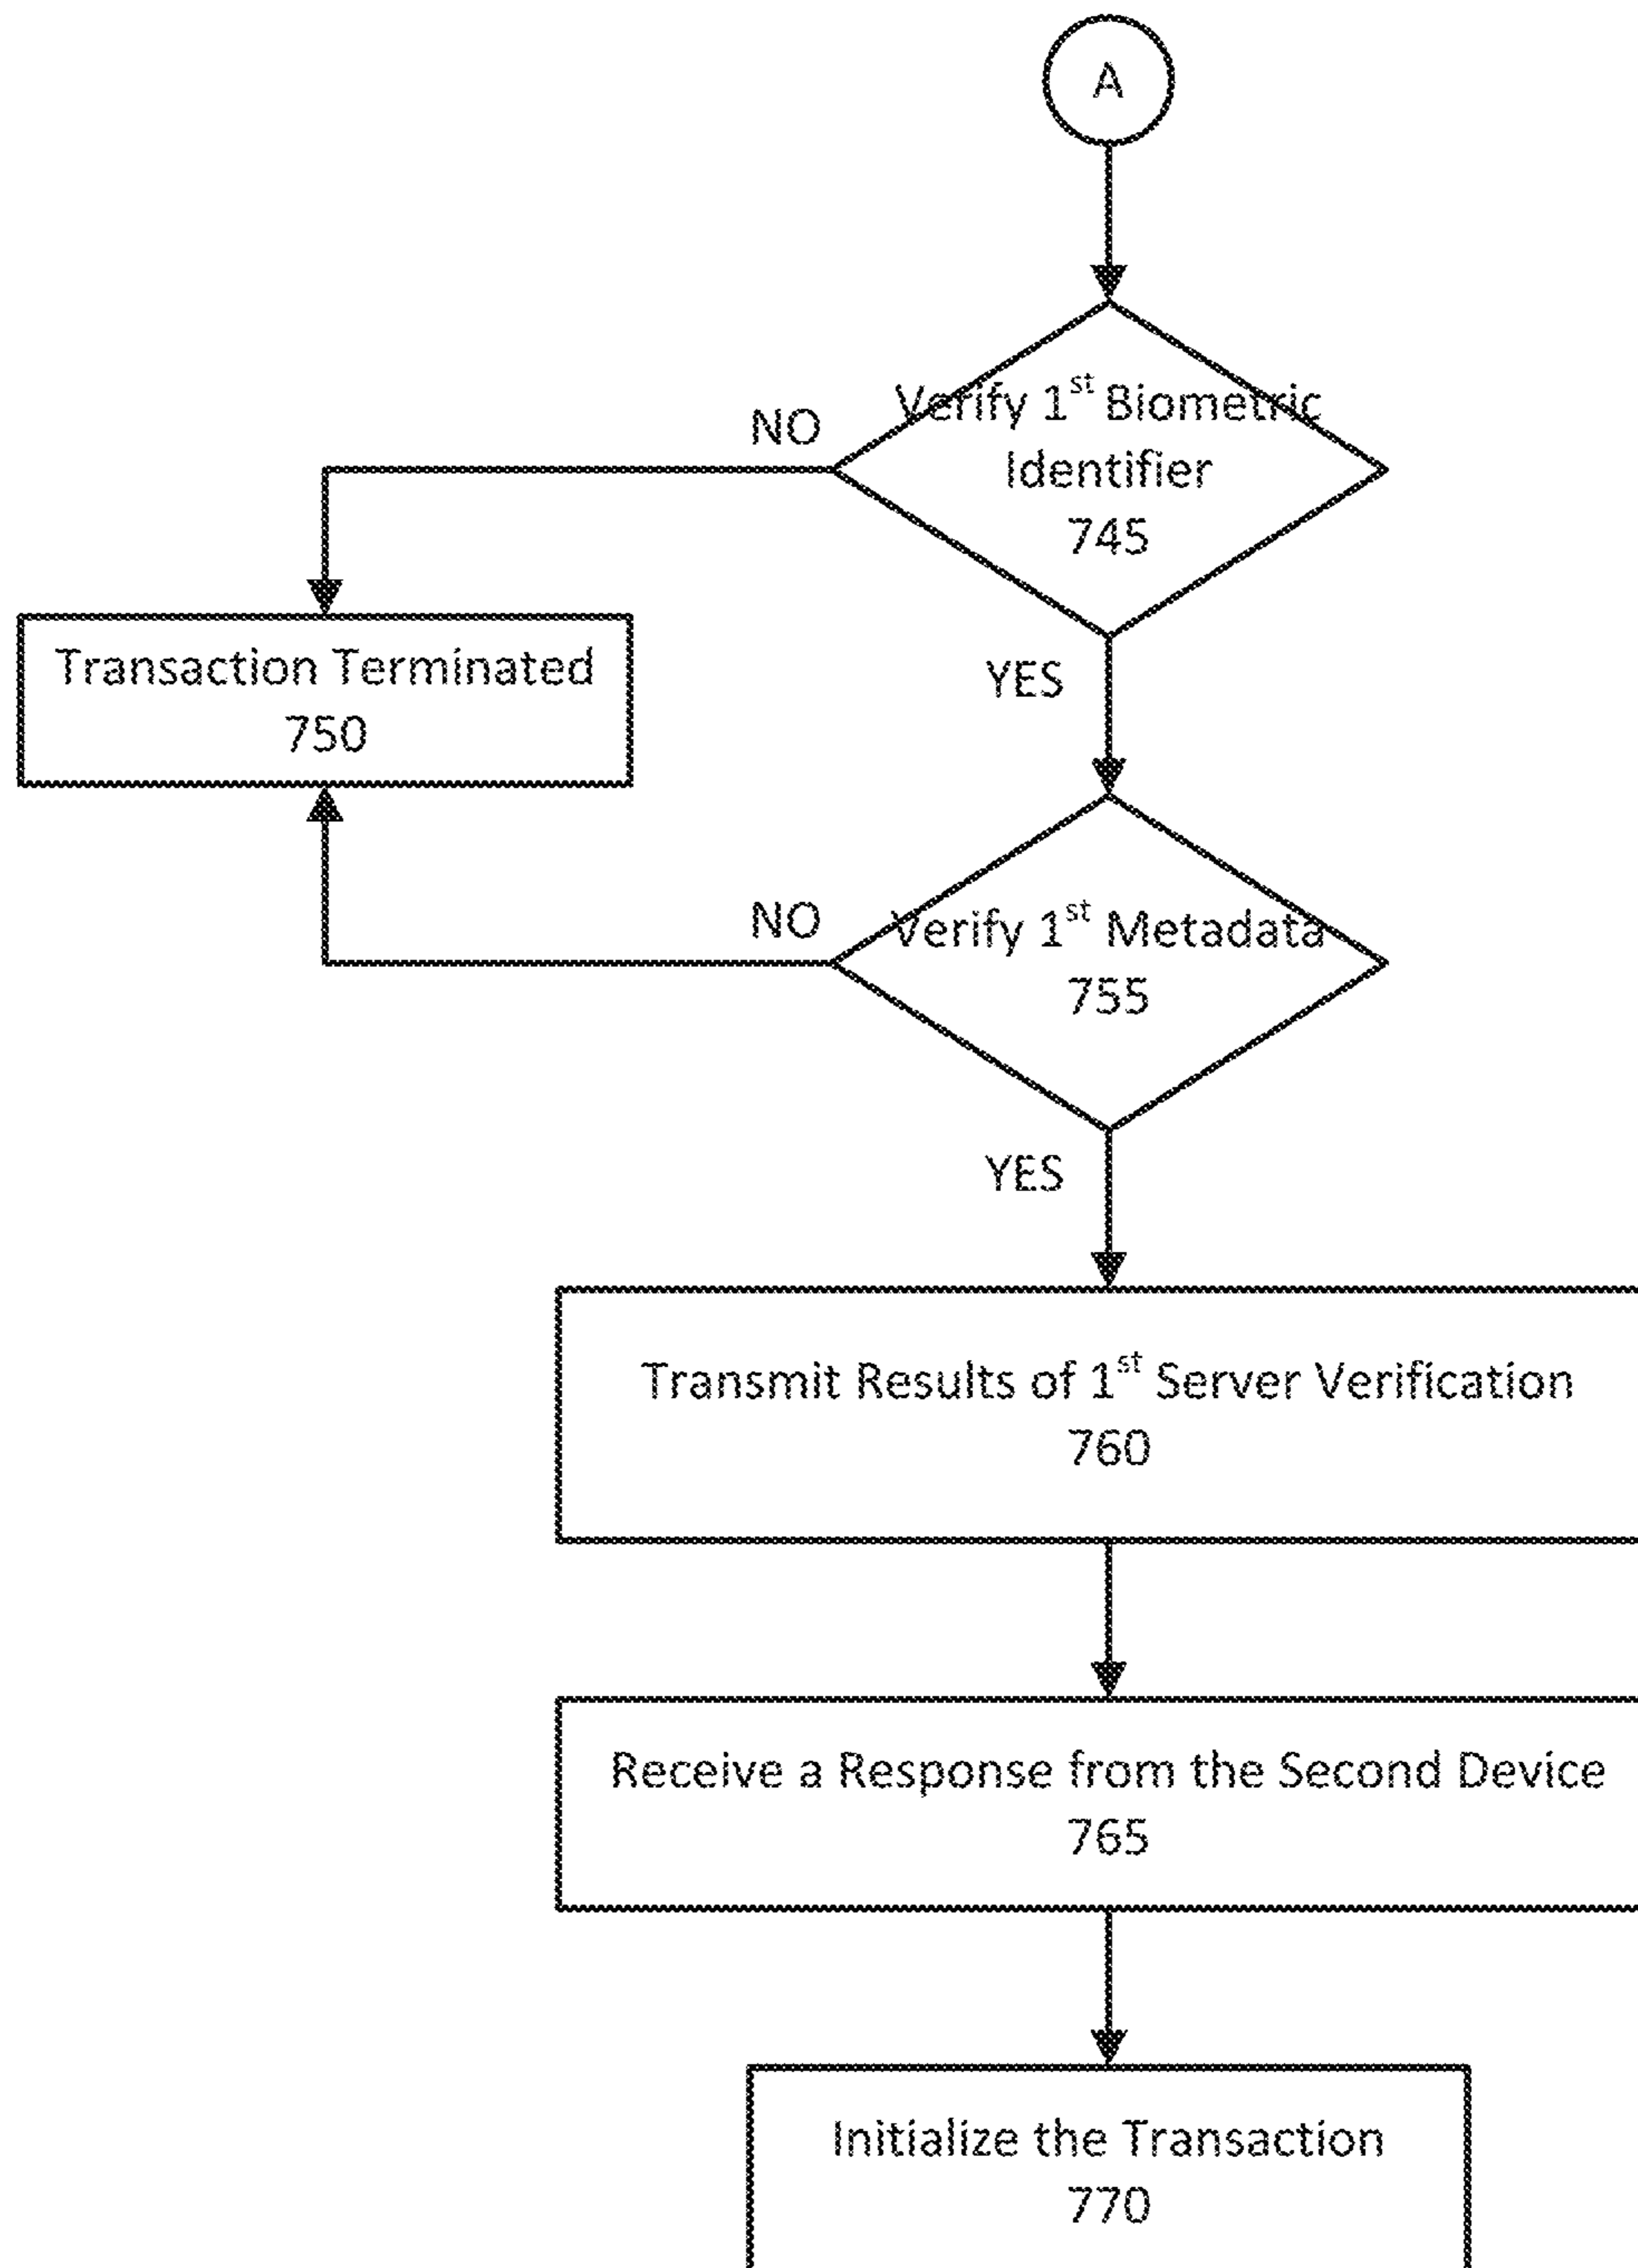 A
Verify 1st Biometric
Identifier
745
NO
Transaction Terminated
750
YES
Verify 1st Metadata
755
NO
YES
Transmit Results of 1st Server Verification
760
Receive a Response from the Second Device
765
Initialize the Transaction
770